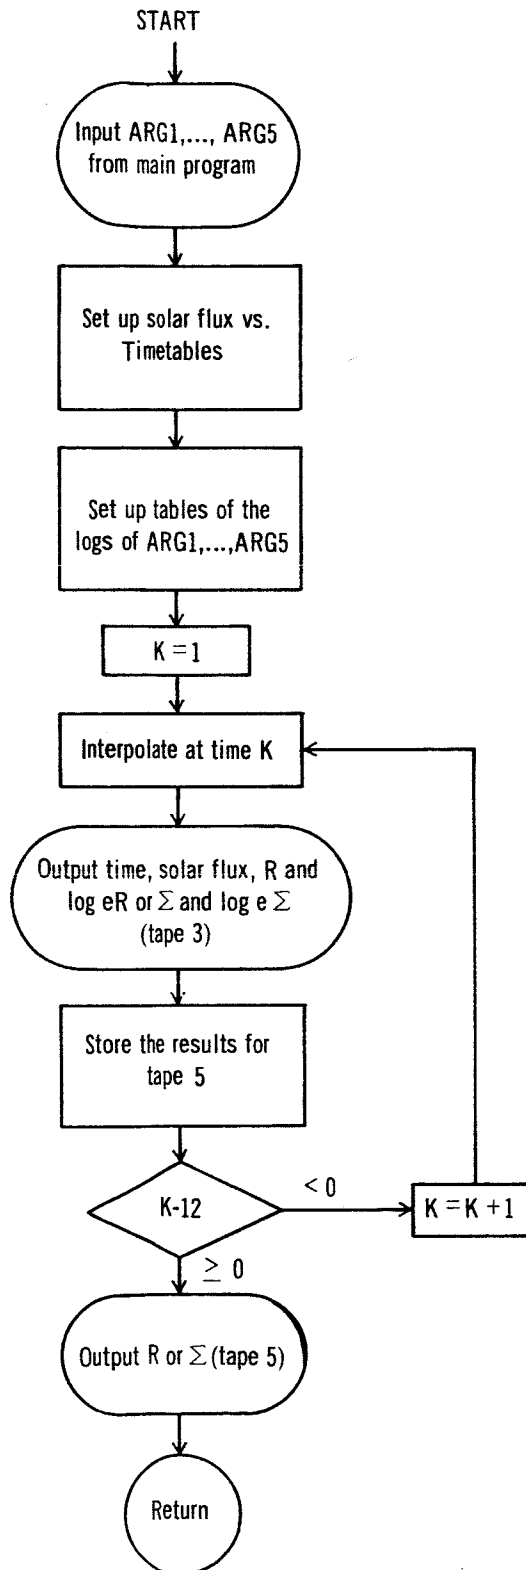 START
Input ARG1,..., ARG5
from main program
Set up solar flux vs.
Timetables
Set up tables of the
logs of ARG1,...,ARG5
K = 1
Interpolate at time K
Output time, solar flux, R and
log eR or Σ and log e Σ
(tape 3)
Store the results for
tape 5
K-12
< 0
K = K + 1
≥ 0
Output R or Σ (tape 5)
Return